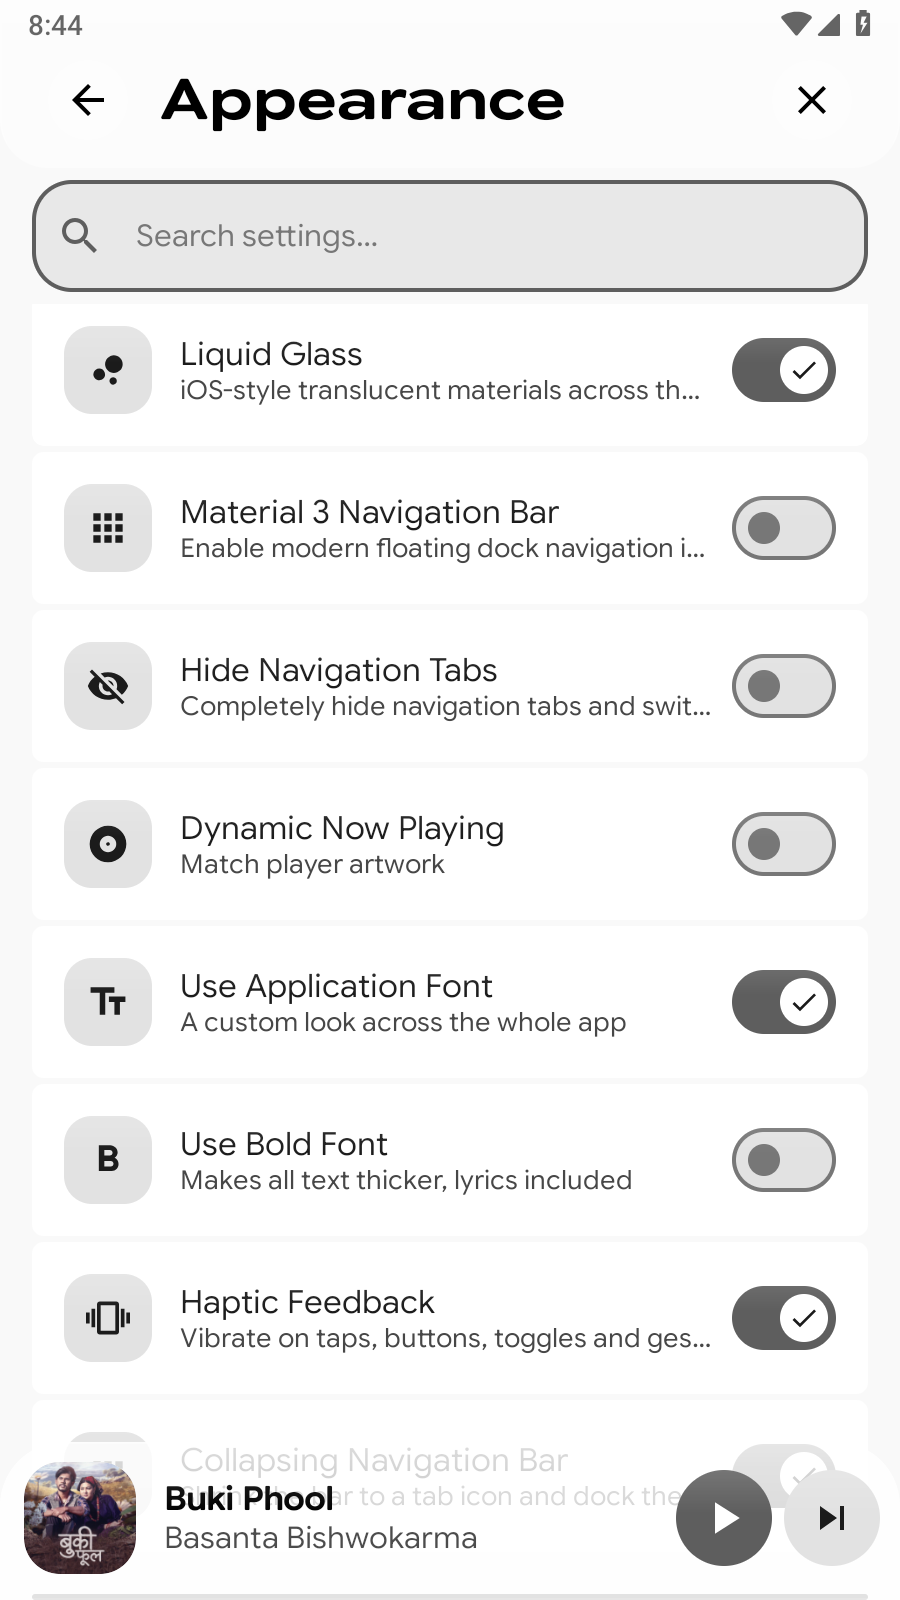 8:44
Appearance
Search settings...
Liquid Glass
iOS-style translucent materials across th...
Material 3 Navigation Bar
Enable modern floating dock navigation i...
Hide Navigation Tabs
Completely hide navigation tabs and swit...
Dynamic Now Playing
Match player artwork
Use Application Font
A custom look across the whole app
B
Use Bold Font
Makes all text thicker, lyrics included
Haptic Feedback
Vibrate on taps, buttons, toggles and ges...
Collapsing Navigation Bar
bar to a tab icon and dock the
Buki Phool
Basanta Bishwokarma
बुकी
फूल